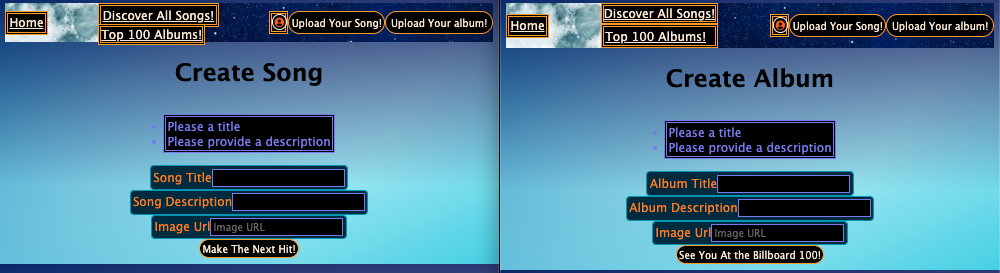 Home
Discover All Songs!
Top 100 Albums!
Upload Your Song!
Upload Your album!
Create Song
Please a title
Please provide a description
Song Title
Song Description
Image Url
Image URL
Make The Next Hit!
Home
Discover All Songs!
Top 100 Albums!
Upload Your Song!
Upload Your album!
Create Album
Please a title
Please provide a description
Album Title
Album Description
Image Url
Image URL
See You At the Billboard 100!